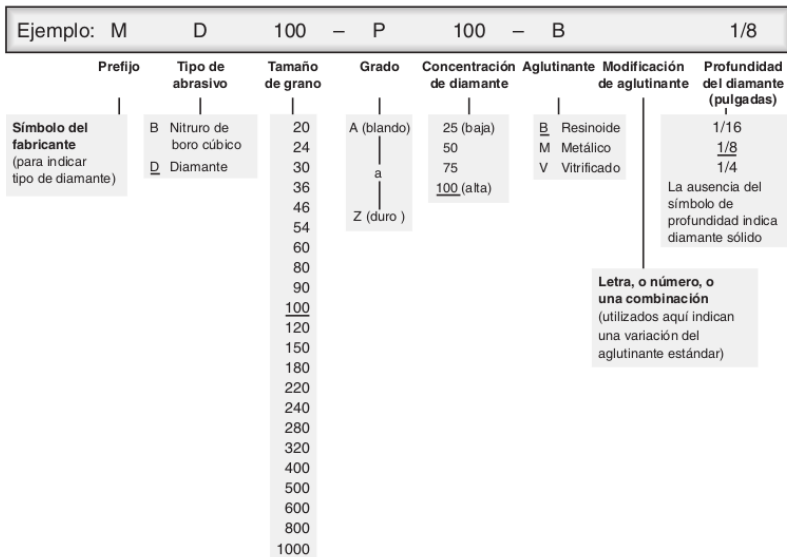 Ejemplo: M D 100 – P 100 – B 1/8
Prefijo
Tipo de
abrasivo
Tamaño
de grano
Grado
Concentración
de diamante
Aglutinante
Modificación
de aglutinante
Profundidad
del diamante
(pulgadas)
Símbolo del
fabricante
(para indicar
tipo de diamante)
B Nitruro de
boro cúbico
D Diamante
20
24
30
36
46
54
60
80
90
100
120
150
180
220
240
280
320
400
500
600
800
1000
A (blando)
a
Z (duro )
25 (baja)
50
75
100 (alta)
B Resinoide
M Metálico
V Vitrificado
Letra, o número, o
una combinación
(utilizados aquí indican
una variación del
aglutinante estándar)
1/16
1/8
1/4
La ausencia del
símbolo de
profundidad indica
diamante sólido